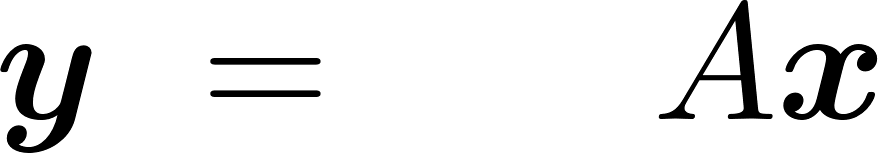 y = Ax